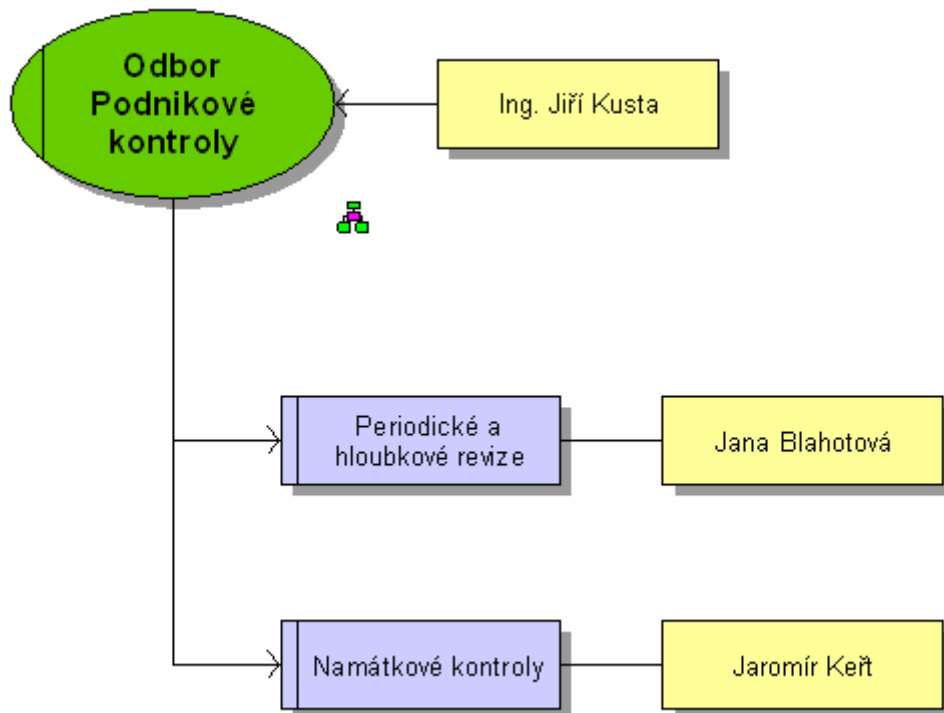 Odbor
Podnikové
kontroly
Ing. Jiří Kusta
Periodické a
hloubkové revize
Jana Blahotová
Namátkové kontroly
Jaromír Keřt